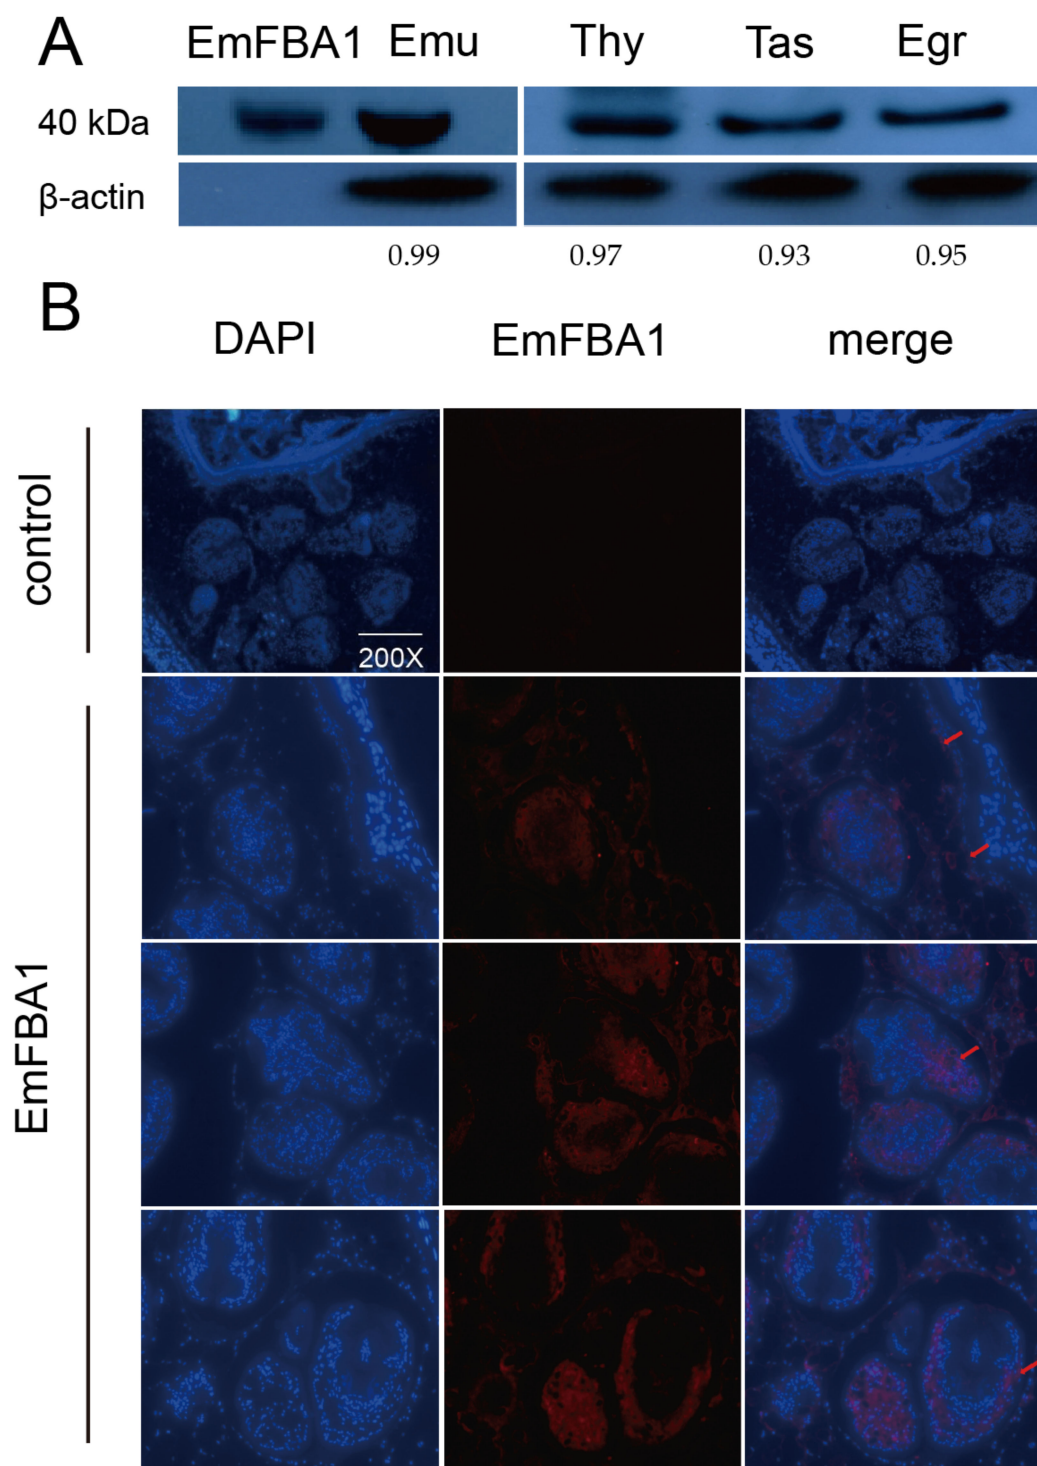 A
EmFBA1 Emu Thy Tas Egr
40 kDa
β-actin
0.99 0.97 0.93 0.95
B
DAPI EmFBA1 merge
control
200X
EmFBA1